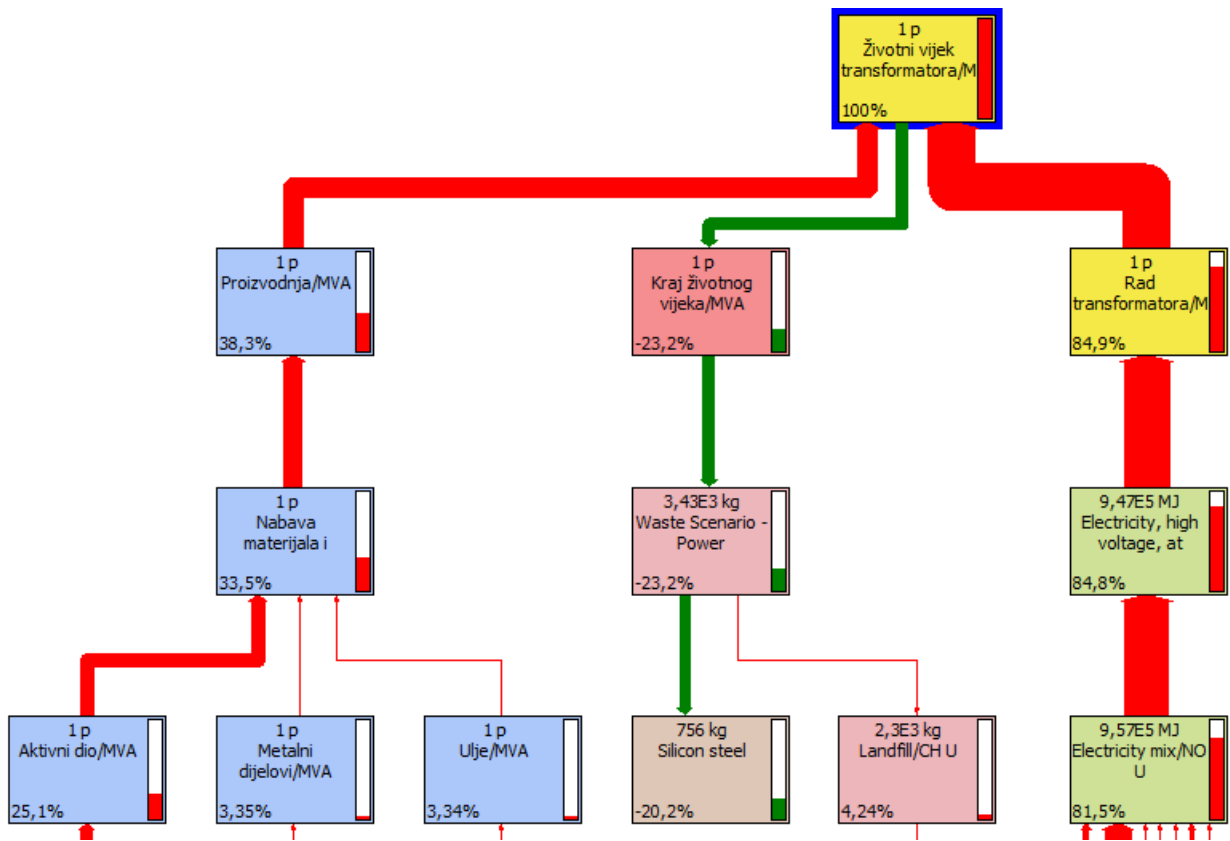 1 p
Životni vijek
transformatora/M
100%
1 p
Proizvodnja/MVA
38,3%
1 p
Kraj životnog
vijeka/MVA
-23,2%
1 p
Rad
transformatora/M
84,9%
1 p
Nabava
materijala i
33,5%
3,43E3 kg
Waste Scenario -
Power
-23,2%
9,47E5 MJ
Electricity, high
voltage, at
84,8%
1 p
Aktivni dio/MVA
25,1%
1 p
Metalni
dijelovi/MVA
3,35%
1 p
Ulje/MVA
3,34%
756 kg
Silicon steel
-20,2%
2,3E3 kg
Landfill/CH U
4,24%
9,57E5 MJ
Electricity mix/NO
U
81,5%